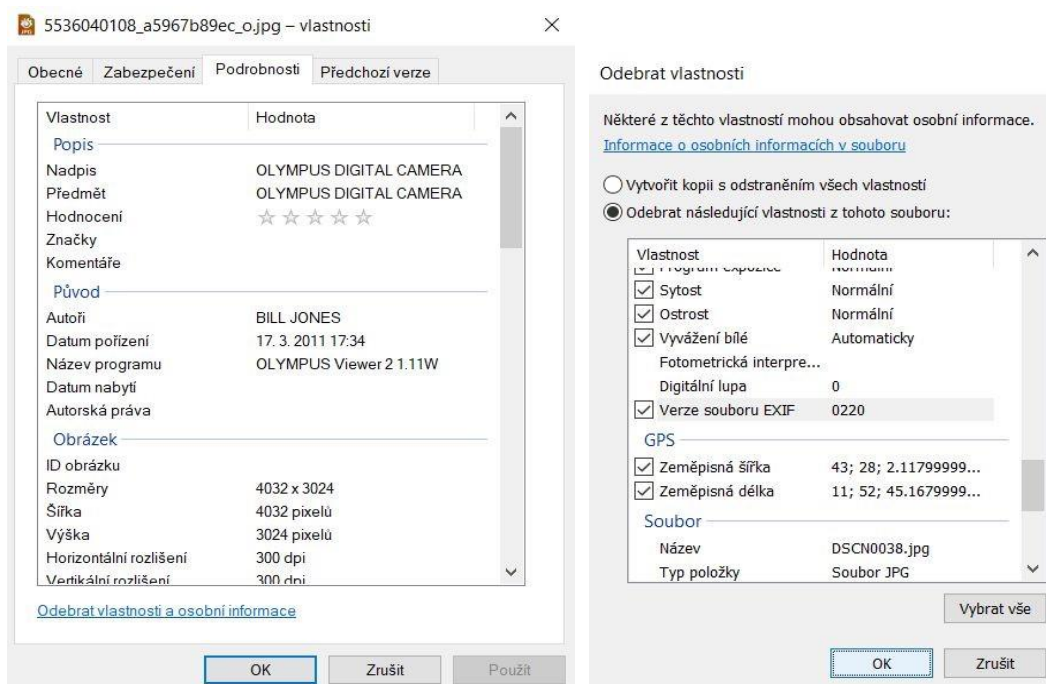 5536040108_a5967b89ec_o.jpg – vlastnosti
Obecné Zabezpečení Podrobnosti Předchozí verze
Vlastnost Hodnota
Popis
Nadpis OLYMPUS DIGITAL CAMERA
Předmět OLYMPUS DIGITAL CAMERA
Hodnocení
Značky
Komentáře
Původ
Autoři BILL JONES
Datum pořízení 17. 3. 2011 17:34
Název programu OLYMPUS Viewer 2 1.11W
Datum nabytí
Autorská práva
Obrázek
ID obrázku
Rozměry 4032 x 3024
Šířka 4032 pixelů
Výška 3024 pixelů
Horizontální rozlišení 300 dpi
Vertikální rozlišení 300 dpi
Odebrat vlastnosti a osobní informace
OK Zrušit Použít
Odebrat vlastnosti
Některé z těchto vlastností mohou obsahovat osobní informace.
Informace o osobních informacích v souboru
Vytvořit kopii s odstraněním všech vlastností
Odebrat následující vlastnosti z tohoto souboru:
Vlastnost Hodnota
Program expozice Normální
Sytost Normální
Ostrost Normální
Vyvážení bílé Automaticky
Fotometrická interpre...
Digitální lupa 0
Verze souboru EXIF 0220
GPS
Zeměpisná šířka 43; 28; 2.11799999...
Zeměpisná délka 11; 52; 45.1679999...
Soubor
Název DSCN0038.jpg
Typ položky Soubor JPG
Vybrat vše
OK Zrušit